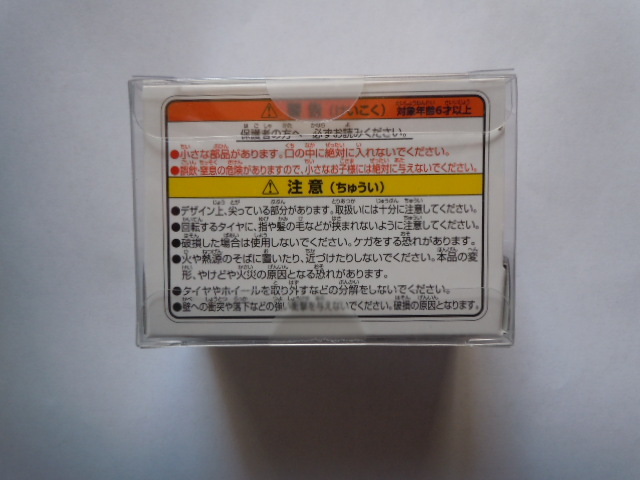 ⚠ 警告（けいこく） 対象年齢6才以上
保護者の方へ 必ずお読みください。
●小さな部品があります。口の中に絶対に入れないでください。
●誤飲・窒息の危険がありますので、小さなお子様には絶対に与えないでください。
⚠ 注意（ちゅうい）
●デザイン上、尖っている部分があります。取扱いには十分に注意してください。
●回転するタイヤに、指や髪の毛などが挟まれないように注意してください。
●破損した場合は使用しないでください。ケガをする恐れがあります。
●火や熱源のそばに置いたり、近づけたりしないでください。本品の変
形、やけどや火災の原因となる恐れがあります。
●タイヤやホイールを取り外すなどの分解をしないでください。
●壁への衝突や落下などの強い衝撃を与えないでください。破損の原因となります。